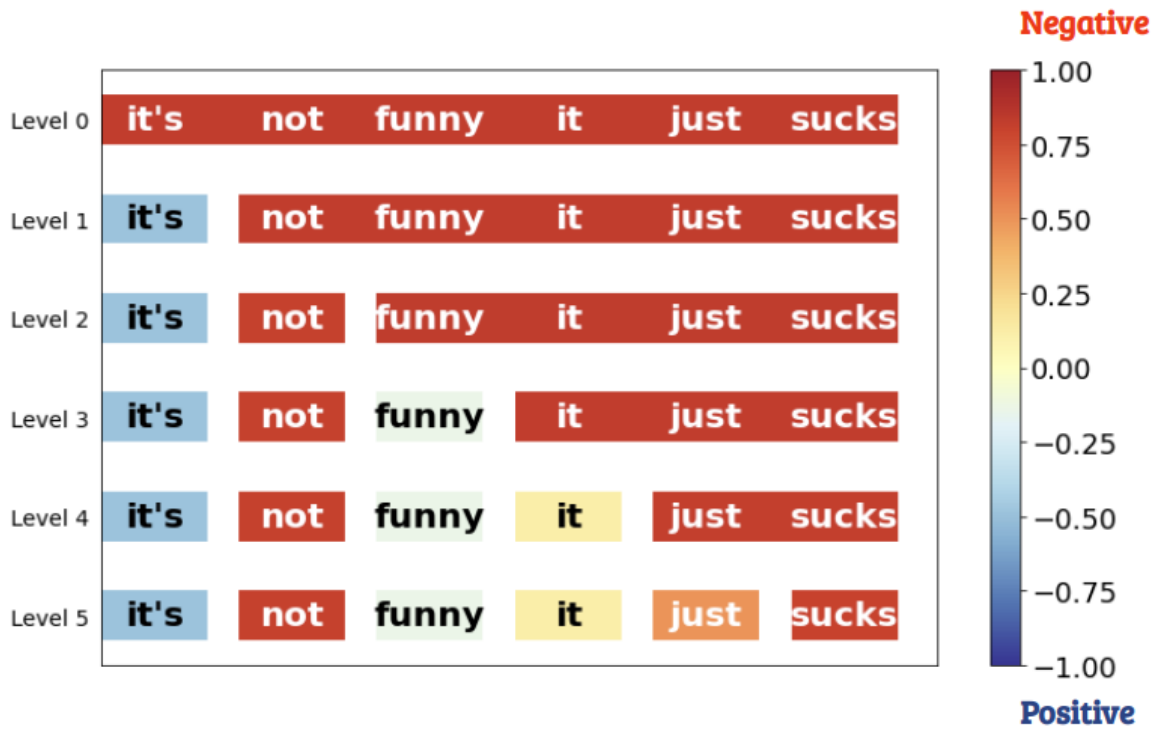 Negative
Level 0 it's not funny it just sucks
Level 1 it's not funny it just sucks
Level 2 it's not funny it just sucks
Level 3 it's not funny it just sucks
Level 4 it's not funny it just sucks
Level 5 it's not funny it just sucks
1.00
0.75
0.50
0.25
0.00
−0.25
−0.50
−0.75
−1.00
Positive